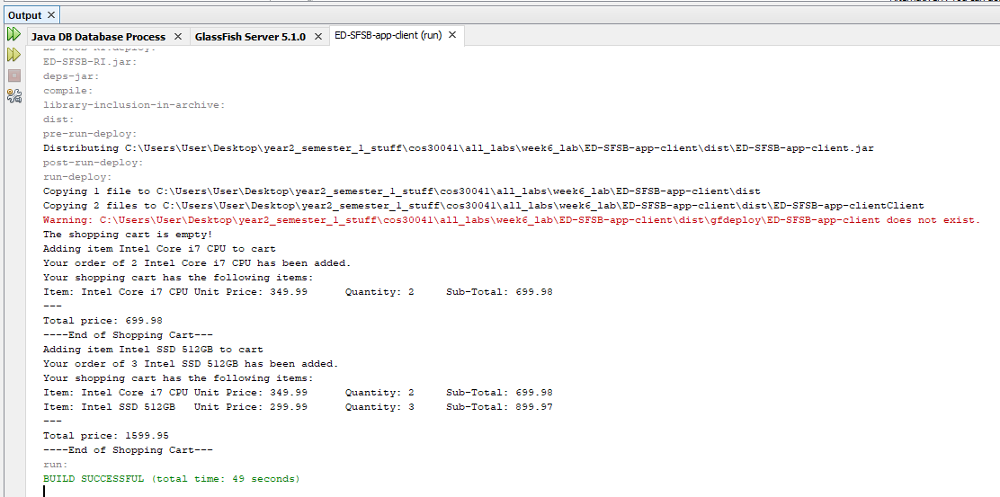 Output
Java DB Database Process
GlassFish Server 5.1.0
ED-SFSB-app-client (run)
ED-SFSB-RI.deploy:
ED-SFSB-RI.jar:
deps-jar:
compile:
library-inclusion-in-archive:
dist:
pre-run-deploy:
Distributing C:\Users\User\Desktop\year2_semester_1_stuff\cos30041\all_labs\week6_lab\ED-SFSB-app-client\dist\ED-SFSB-app-client.jar
post-run-deploy:
run-deploy:
Copying 1 file to C:\Users\User\Desktop\year2_semester_1_stuff\cos30041\all_labs\week6_lab\ED-SFSB-app-client\dist
Copying 2 files to C:\Users\User\Desktop\year2_semester_1_stuff\cos30041\all_labs\week6_lab\ED-SFSB-app-client\dist\ED-SFSB-app-clientClient
Warning: C:\Users\User\Desktop\year2_semester_1_stuff\cos30041\all_labs\week6_lab\ED-SFSB-app-client\dist\gfdeploy\ED-SFSB-app-client does not exist.
The shopping cart is empty!
Adding item Intel Core i7 CPU to cart
Your order of 2 Intel Core i7 CPU has been added.
Your shopping cart has the following items:
Item: Intel Core i7 CPU Unit Price: 349.99 Quantity: 2 Sub-Total: 699.98
---
Total price: 699.98
----End of Shopping Cart---
Adding item Intel SSD 512GB to cart
Your order of 3 Intel SSD 512GB has been added.
Your shopping cart has the following items:
Item: Intel Core i7 CPU Unit Price: 349.99 Quantity: 2 Sub-Total: 699.98
Item: Intel SSD 512GB Unit Price: 299.99 Quantity: 3 Sub-Total: 899.97
---
Total price: 1599.95
----End of Shopping Cart---
run:
BUILD SUCCESSFUL (total time: 49 seconds)